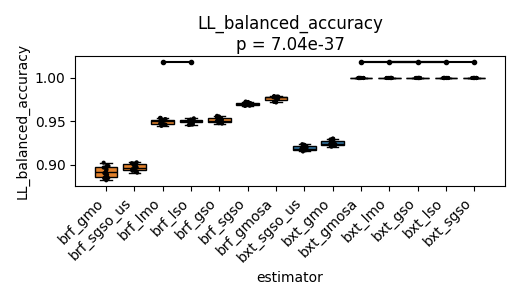 LL_balanced_accuracy
p = 7.04e-37
LL_balanced_accuracy
1.00
0.95
0.90
brf_gmo
brf_sgso_us
brf_lmo
brf_lso
brf_gso
brf_sgso
brf_gmosa
bxt_sgso_us
bxt_gmo
bxt_gmosa
bxt_lmo
bxt_gso
bxt_lso
bxt_sgso
estimator